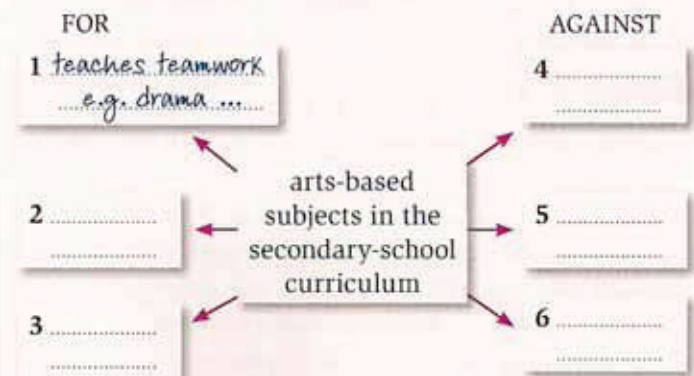 FOR
AGAINST
1 teaches teamwork
e.g. drama ...
4 ....................
....................
arts-based
subjects in the
secondary-school
curriculum
2 ....................
....................
5 ....................
....................
3 ....................
....................
6 ....................
....................